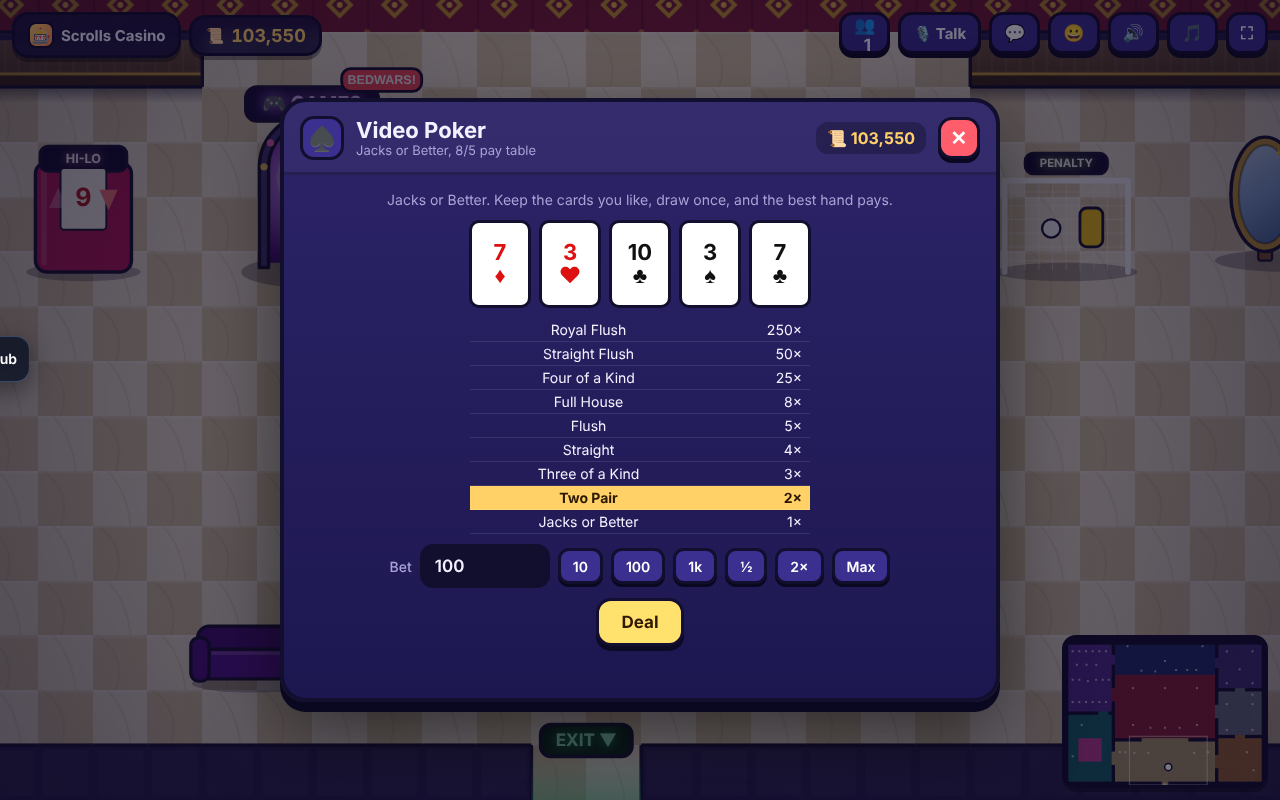 Scrolls Casino
103,550
1
Talk
BEDWARS!
HI-LO
9
PENALTY
Video Poker
Jacks or Better, 8/5 pay table
103,550
Jacks or Better. Keep the cards you like, draw once, and the best hand pays.
7 3 10 3 7
Royal Flush 250×
Straight Flush 50×
Four of a Kind 25×
Full House 8×
Flush 5×
Straight 4×
Three of a Kind 3×
Two Pair 2×
Jacks or Better 1×
ub
Bet 100 10 100 1k ½ 2× Max
Deal
EXIT ▼